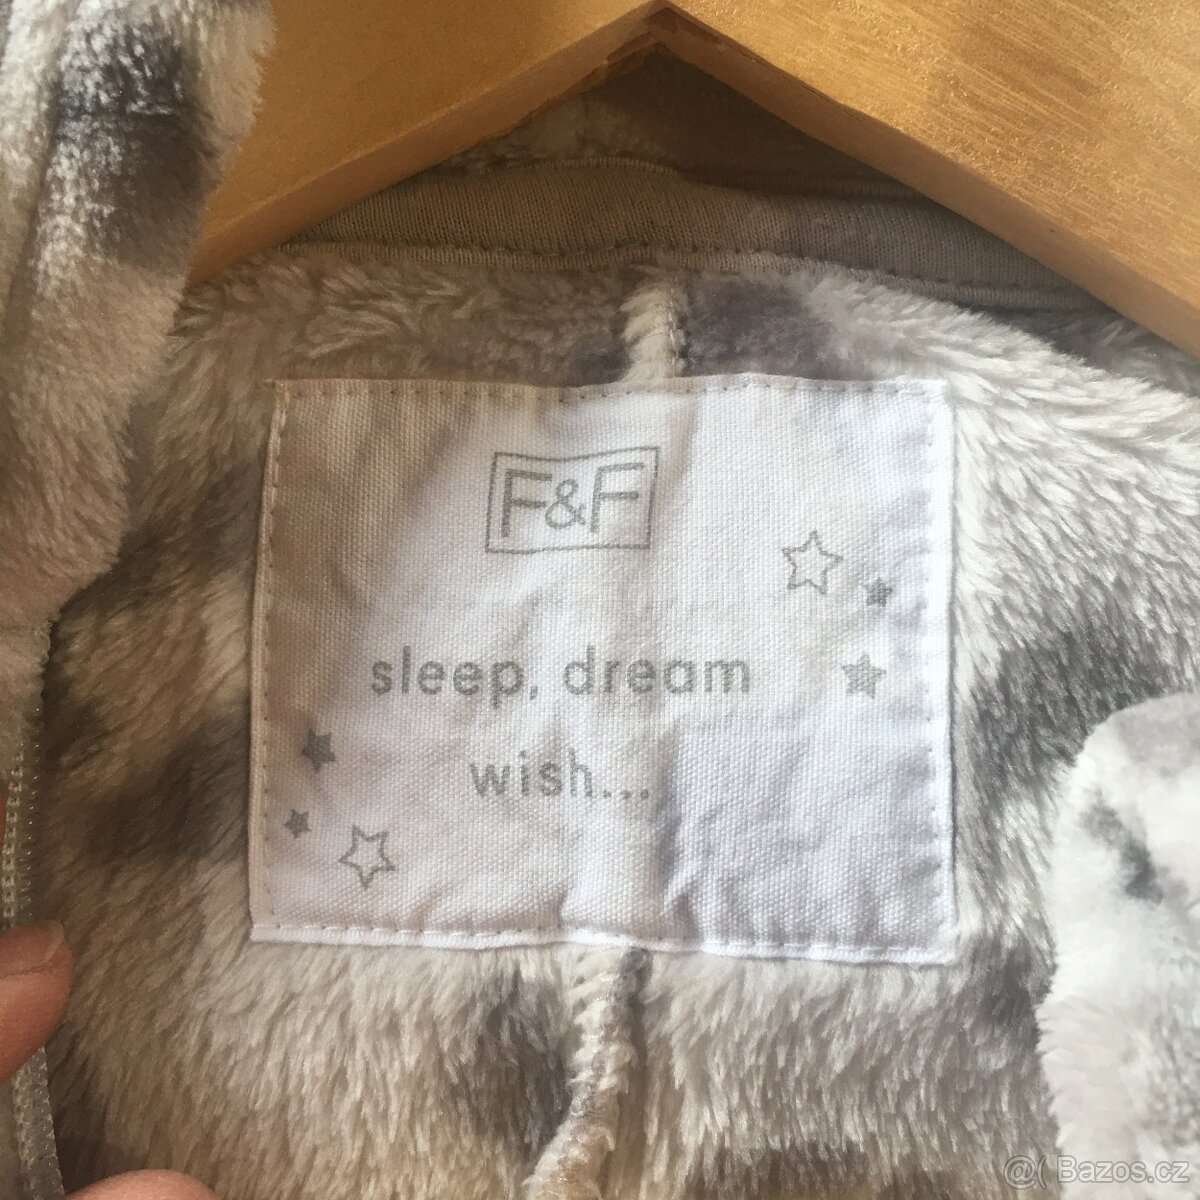 F&F
sleep, dream
wish...
@( Bazos.cz